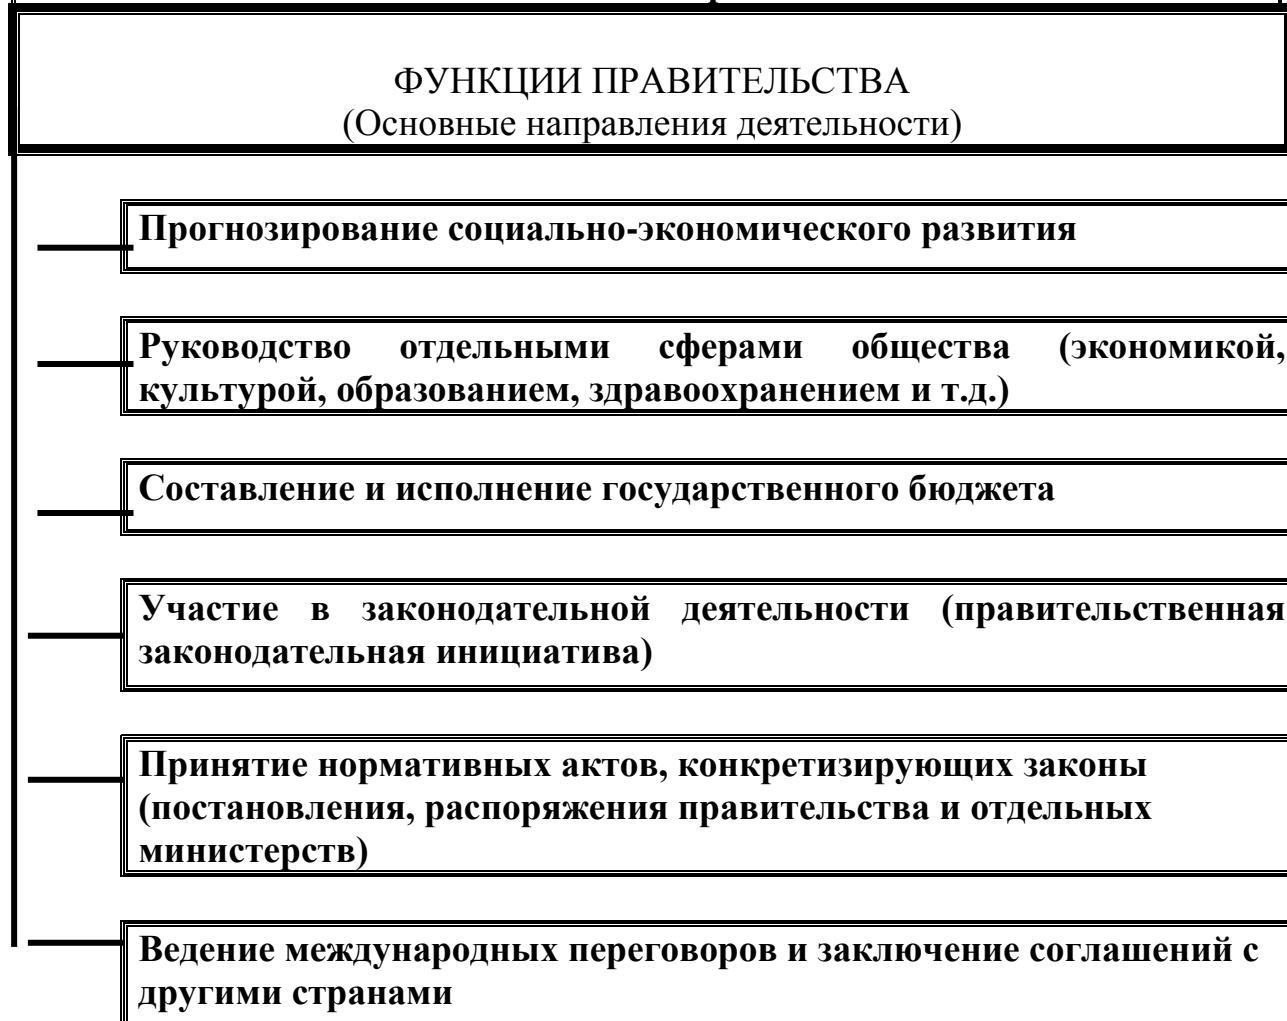 ФУНКЦИИ ПРАВИТЕЛЬСТВА
(Основные направления деятельности)
Прогнозирование социально-экономического развития
Руководство отдельными сферами общества (экономикой,
культурой, образованием, здравоохранением и т.д.)
Составление и исполнение государственного бюджета
Участие в законодательной деятельности (правительственная
законодательная инициатива)
Принятие нормативных актов, конкретизирующих законы
(постановления, распоряжения правительства и отдельных
министерств)
Ведение международных переговоров и заключение соглашений с
другими странами